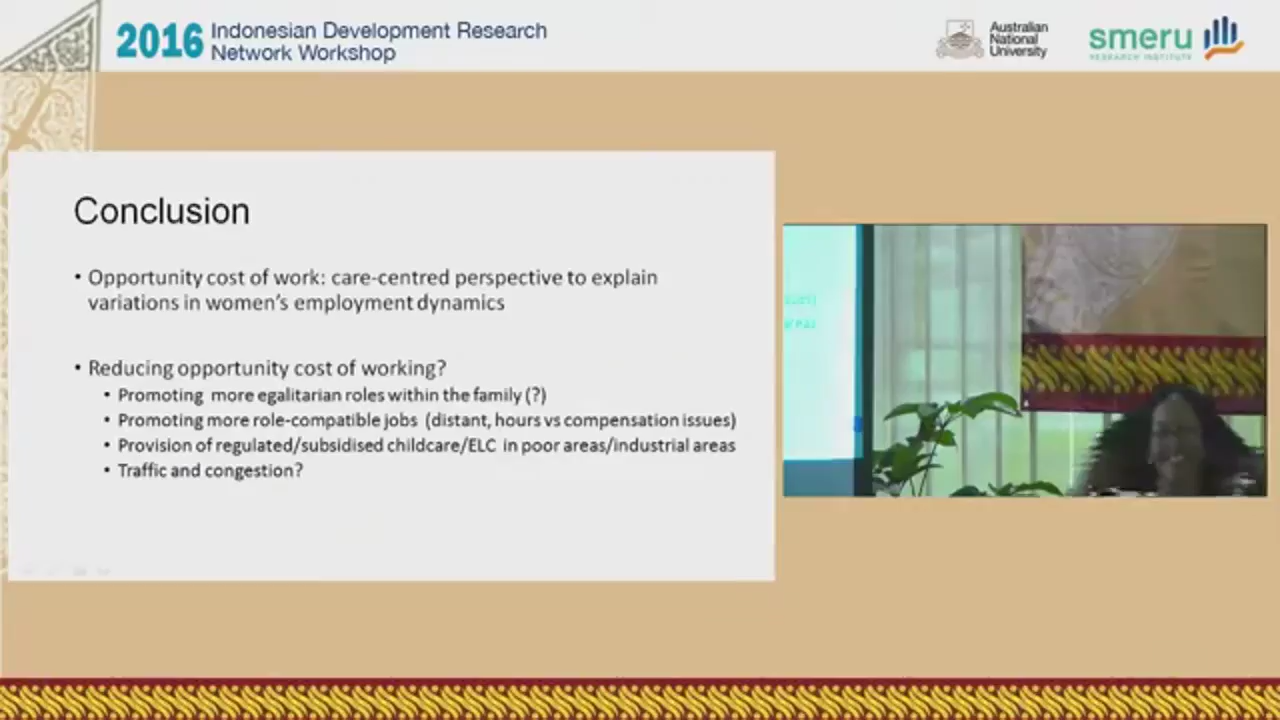 2016
Indonesian Development Research
Network Workshop
Australian
National
University
smeru
RESEARCH INSTITUTE
Conclusion
• Opportunity cost of work: care-centred perspective to explain
variations in women's employment dynamics
• Reducing opportunity cost of working?
• Promoting more egalitarian roles within the family (?)
• Promoting more role-compatible jobs (distant, hours vs compensation issues)
• Provision of regulated/subsidised childcare/ELC in poor areas/industrial areas
• Traffic and congestion?